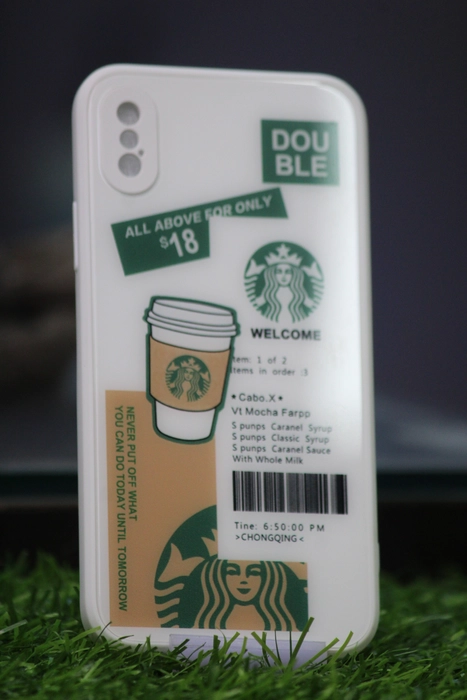 DOU
BLE
ALL ABOVE FOR ONLY
$18
WELCOME
tem: 1 of 2
items in order :3
*Cabo.X*
Vt Mocha Farpp
S punps Caranel Syrup
S punps Classic Syrup
S punps Caranel Sauce
With Whole Milk
Tine: 6:50:00 PM
>CHONGQING<
NEVER PUT OFF WHAT
YOU CAN DO TODAY UNTIL TOMORROW